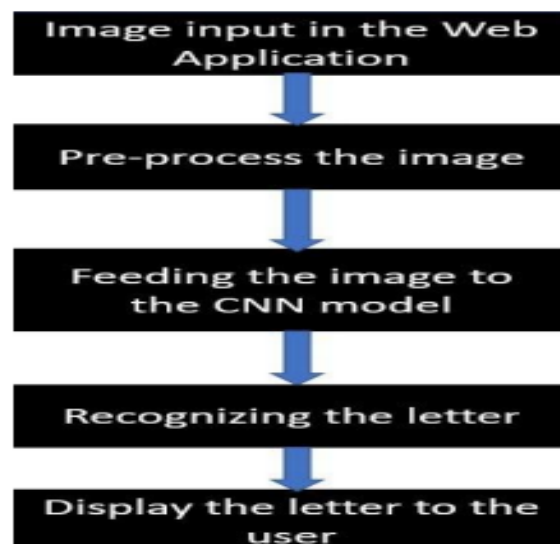 Image input in the Web
Application
Pre-process the image
Feeding the image to
the CNN model
Recognizing the letter
Display the letter to the
user